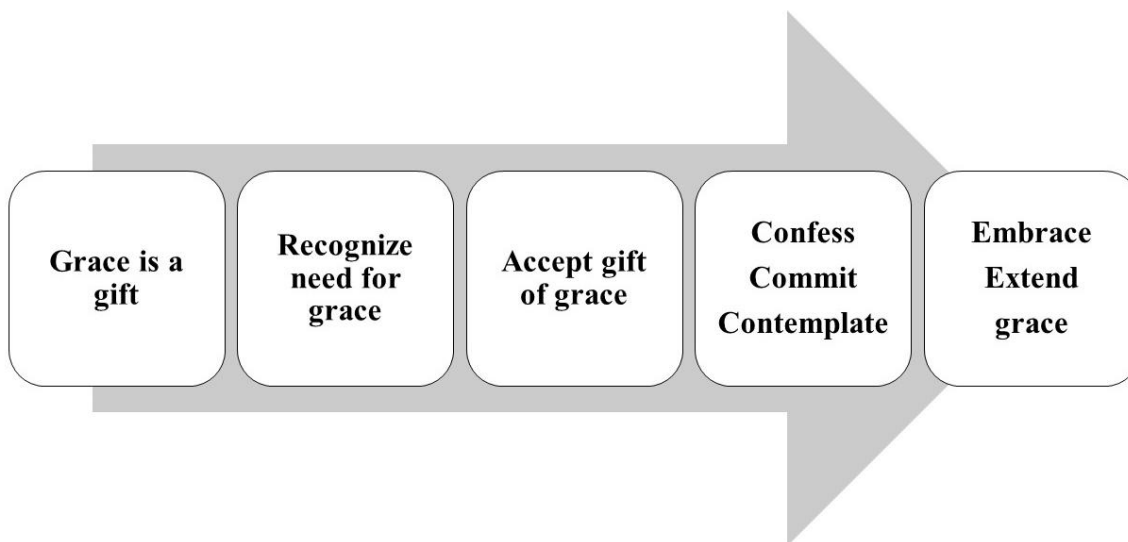 Grace is a
gift
Recognize
need for
grace
Accept gift
of grace
Confess
Commit
Contemplate
Embrace
Extend
grace